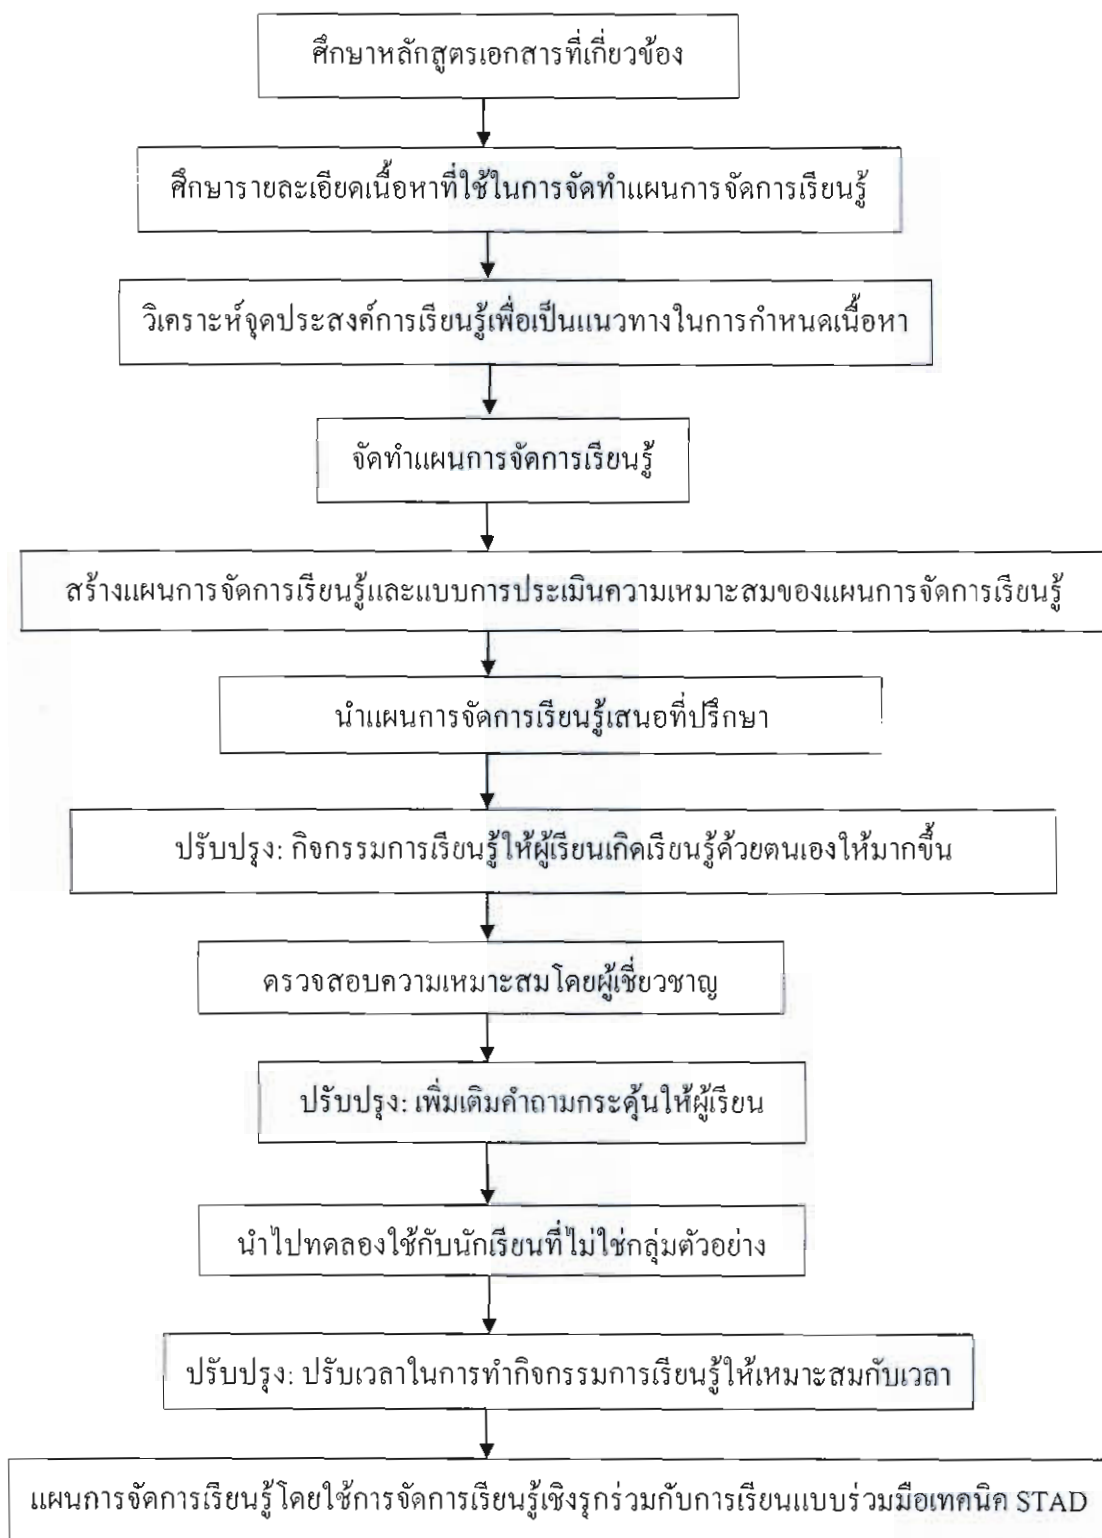 ศึกษาหลักสูตรเอกสารที่เกี่ยวข้อง
ศึกษารายละเอียดเนื้อหาที่ใช้ในการจัดทำแผนการจัดการเรียนรู้
วิเคราะห์จุดประสงค์การเรียนรู้เพื่อเป็นแนวทางในการกำหนดเนื้อหา
จัดทำแผนการจัดการเรียนรู้
สร้างแผนการจัดการเรียนรู้และแบบการประเมินความเหมาะสมของแผนการจัดการเรียนรู้
นำแผนการจัดการเรียนรู้เสนอที่ปรึกษา
ปรับปรุง: กิจกรรมการเรียนรู้ให้ผู้เรียนเกิดเรียนรู้ด้วยตนเองให้มากขึ้น
ตรวจสอบความเหมาะสมโดยผู้เชี่ยวชาญ
ปรับปรุง: เพิ่มเติมคำถามกระตุ้นให้ผู้เรียน
นำไปทดลองใช้กับนักเรียนที่ไม่ใช่กลุ่มตัวอย่าง
ปรับปรุง: ปรับเวลาในการทำกิจกรรมการเรียนรู้ให้เหมาะสมกับเวลา
แผนการจัดการเรียนรู้โดยใช้การจัดการเรียนรู้เชิงรุกร่วมกับการเรียนแบบร่วมมือเทคนิค STAD